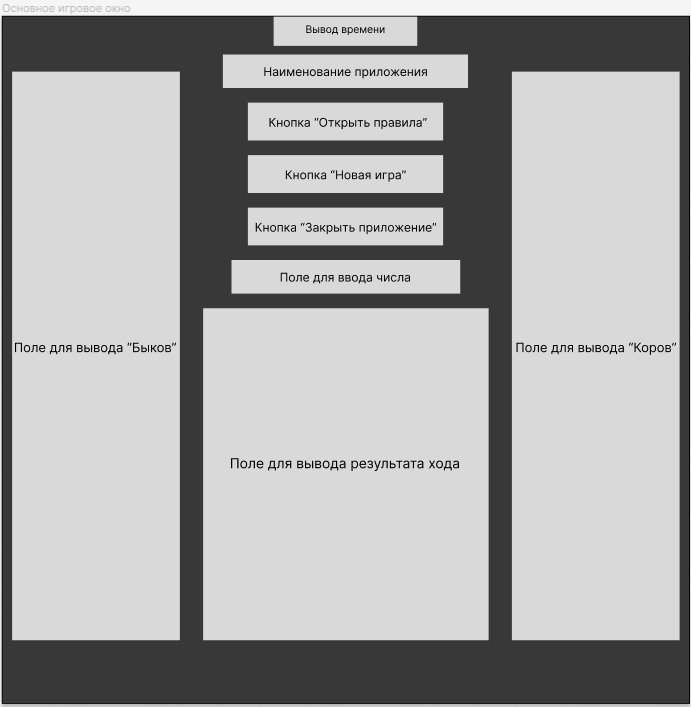 Основное игровое окно
Вывод времени
Наименование приложения
Кнопка “Открыть правила”
Кнопка “Новая игра”
Кнопка “Закрыть приложение”
Поле для ввода числа
Поле для вывода “Быков”
Поле для вывода “Коров”
Поле для вывода результата хода